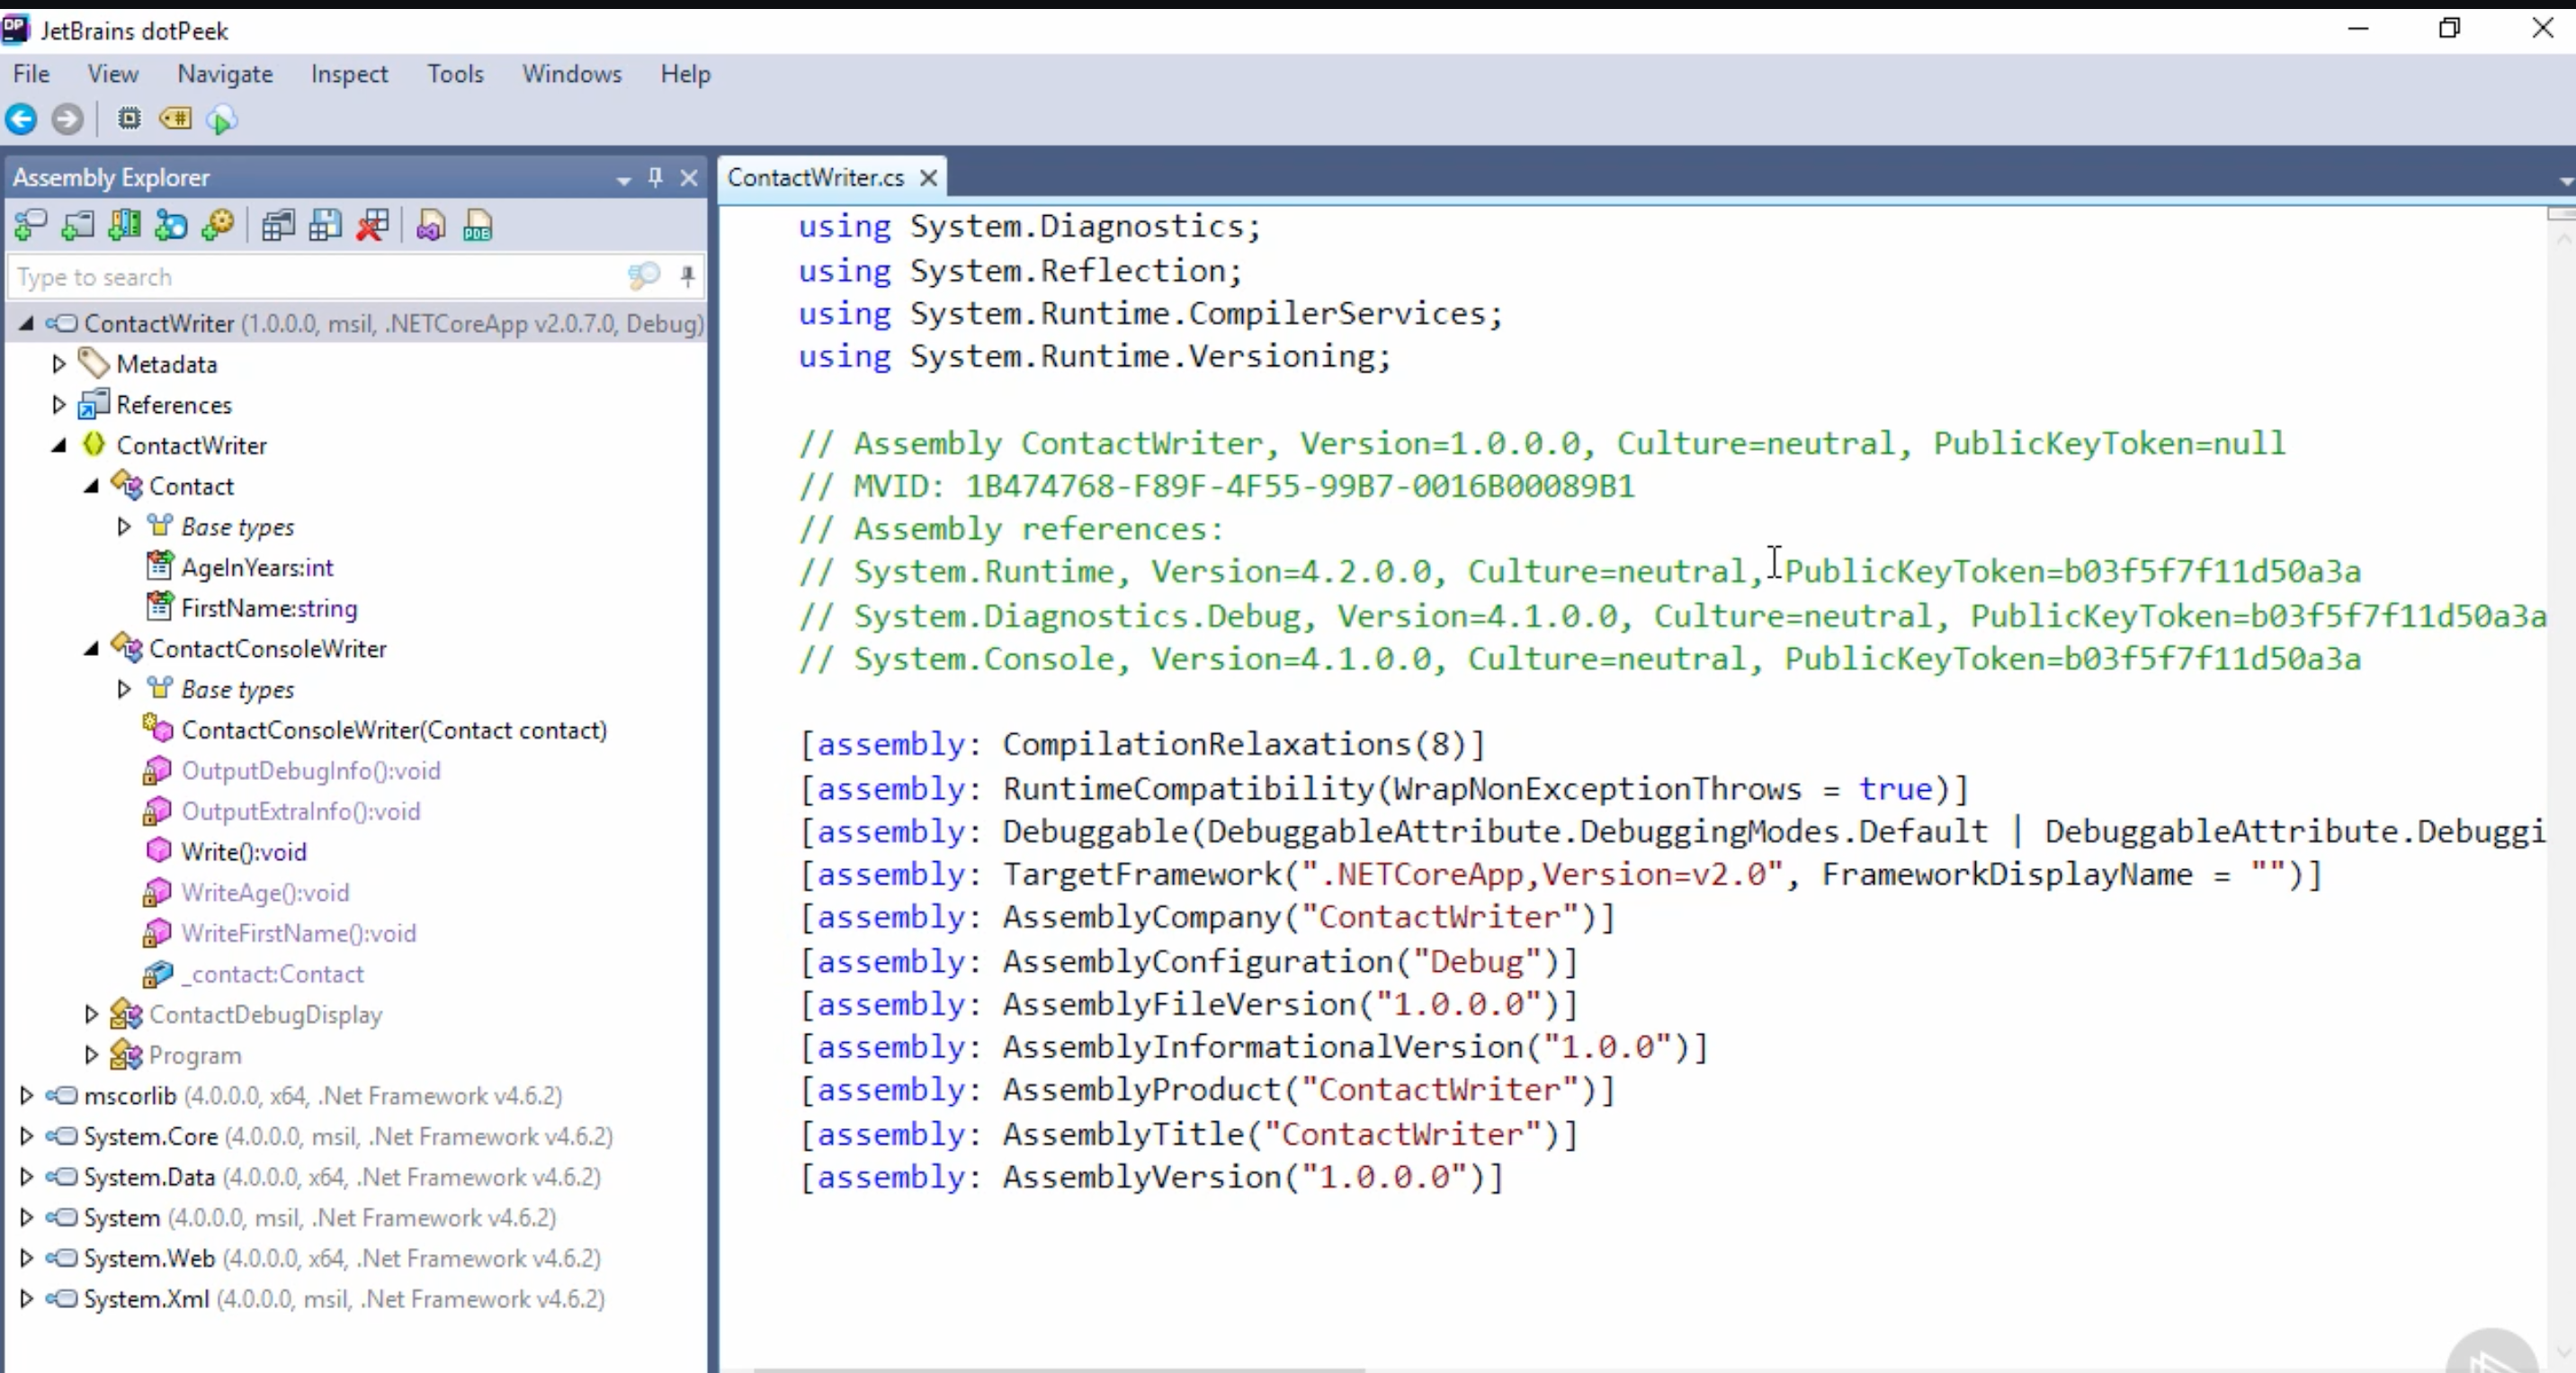 JetBrains dotPeek
File View Navigate Inspect Tools Windows Help
Assembly Explorer
PDB
Type to search
ContactWriter (1.0.0.0, msil, .NETCoreApp v2.0.7.0, Debug)
Metadata
References
ContactWriter
Contact
Base types
AgeInYears:int
FirstName:string
ContactConsoleWriter
Base types
ContactConsoleWriter(Contact contact)
OutputDebugInfo():void
OutputExtraInfo():void
Write():void
WriteAge():void
WriteFirstName():void
_contact:Contact
ContactDebugDisplay
Program
mscorlib (4.0.0.0, x64, .Net Framework v4.6.2)
System.Core (4.0.0.0, msil, .Net Framework v4.6.2)
System.Data (4.0.0.0, x64, .Net Framework v4.6.2)
System (4.0.0.0, msil, .Net Framework v4.6.2)
System.Web (4.0.0.0, x64, .Net Framework v4.6.2)
System.Xml (4.0.0.0, msil, .Net Framework v4.6.2)
ContactWriter.cs
using System.Diagnostics;
using System.Reflection;
using System.Runtime.CompilerServices;
using System.Runtime.Versioning;
// Assembly ContactWriter, Version=1.0.0.0, Culture=neutral, PublicKeyToken=null
// MVID: 1B474768-F89F-4F55-99B7-0016B00089B1
// Assembly references:
// System.Runtime, Version=4.2.0.0, Culture=neutral, PublicKeyToken=b03f5f7f11d50a3a
// System.Diagnostics.Debug, Version=4.1.0.0, Culture=neutral, PublicKeyToken=b03f5f7f11d50a3a
// System.Console, Version=4.1.0.0, Culture=neutral, PublicKeyToken=b03f5f7f11d50a3a
[assembly: CompilationRelaxations(8)]
[assembly: RuntimeCompatibility(WrapNonExceptionThrows = true)]
[assembly: Debuggable(DebuggableAttribute.DebuggingModes.Default | DebuggableAttribute.Debuggi
[assembly: TargetFramework(".NETCoreApp,Version=v2.0", FrameworkDisplayName = "")]
[assembly: AssemblyCompany("ContactWriter")]
[assembly: AssemblyConfiguration("Debug")]
[assembly: AssemblyFileVersion("1.0.0.0")]
[assembly: AssemblyInformationalVersion("1.0.0")]
[assembly: AssemblyProduct("ContactWriter")]
[assembly: AssemblyTitle("ContactWriter")]
[assembly: AssemblyVersion("1.0.0.0")]